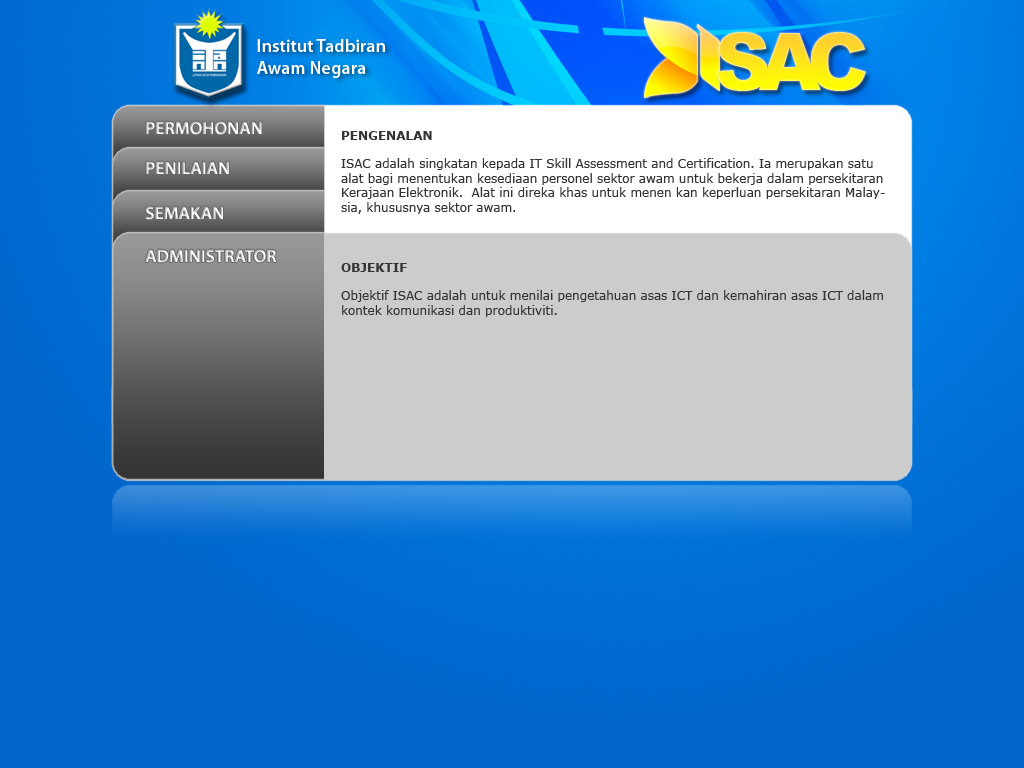 Institut Tadbiran
Awam Negara
ISAC
PERMOHONAN
PENILAIAN
SEMAKAN
ADMINISTRATOR
PENGENALAN
ISAC adalah singkatan kepada IT Skill Assessment and Certification. Ia merupakan satu
alat bagi menentukan kesediaan personel sektor awam untuk bekerja dalam persekitaran
Kerajaan Elektronik.  Alat ini direka khas untuk menen kan keperluan persekitaran Malay-
sia, khususnya sektor awam.
OBJEKTIF
Objektif ISAC adalah untuk menilai pengetahuan asas ICT dan kemahiran asas ICT dalam
kontek komunikasi dan produktiviti.